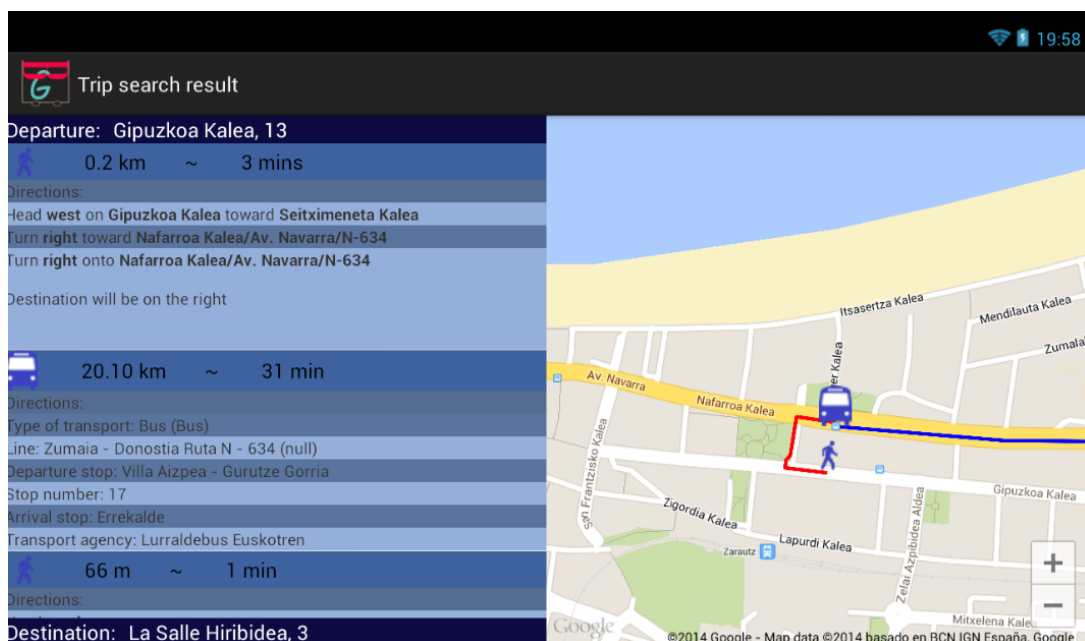 19:58
G
Trip search result
Departure: Gipuzkoa Kalea, 13
0.2 km ~ 3 mins
Directions:
Head west on Gipuzkoa Kalea toward Seitximeneta Kalea
Turn right toward Nafarroa Kalea/Av. Navarra/N-634
Turn right onto Nafarroa Kalea/Av. Navarra/N-634
Destination will be on the right
20.10 km ~ 31 min
Directions:
Type of transport: Bus (Bus)
Line: Zumaia - Donostia Ruta N - 634 (null)
Departure stop: Villa Aizpea - Gurutze Gorria
Stop number: 17
Arrival stop: Errekalde
Transport agency: Lurraldebus Euskotren
66 m ~ 1 min
Directions:
Destination: La Salle Hiribidea, 3
Itsasertza Kalea
Mendilauta Kalea
Zumala
er Kalea
Av. Navarra
Nafarroa Kalea
San Frantzisko Kalea
Gipuzkoa Kalea
Zigordia Kalea
Lapurdi Kalea
Zarautz
Zelai Azpibidea Aldea
+
−
Mitxelena Kalea
Google
©2014 Google - Map data ©2014 basado en BCN IGN España, Google